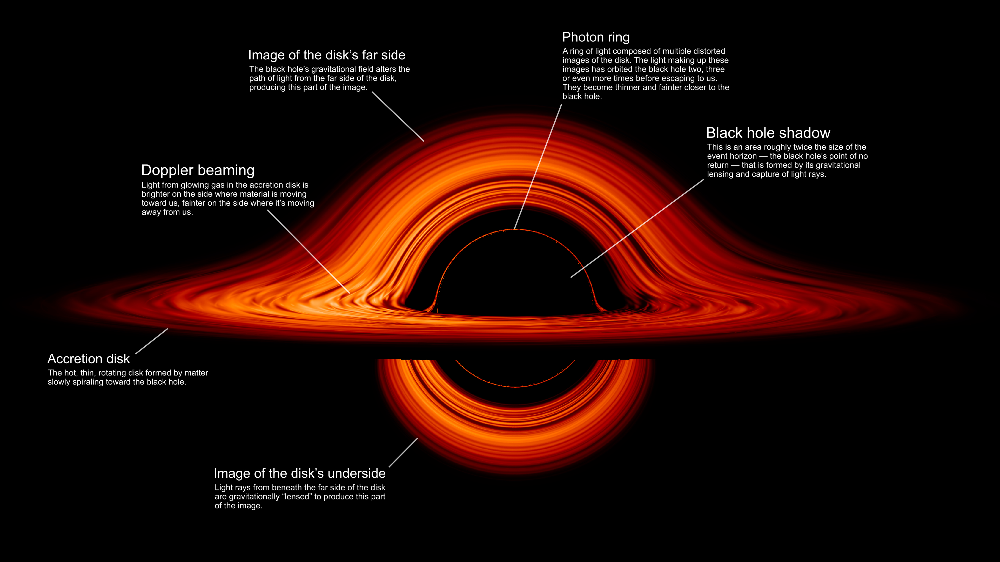 Photon ring
A ring of light composed of multiple distorted
images of the disk. The light making up these
images has orbited the black hole two, three
or even more times before escaping to us.
They become thinner and fainter closer to the
black hole.
Image of the disk’s far side
The black hole’s gravitational field alters the
path of light from the far side of the disk,
producing this part of the image.
Black hole shadow
This is an area roughly twice the size of the
event horizon — the black hole’s point of no
return — that is formed by its gravitational
lensing and capture of light rays.
Doppler beaming
Light from glowing gas in the accretion disk is
brighter on the side where material is moving
toward us, fainter on the side where it’s moving
away from us.
Accretion disk
The hot, thin, rotating disk formed by matter
slowly spiraling toward the black hole.
Image of the disk’s underside
Light rays from beneath the far side of the disk
are gravitationally “lensed” to produce this part
of the image.